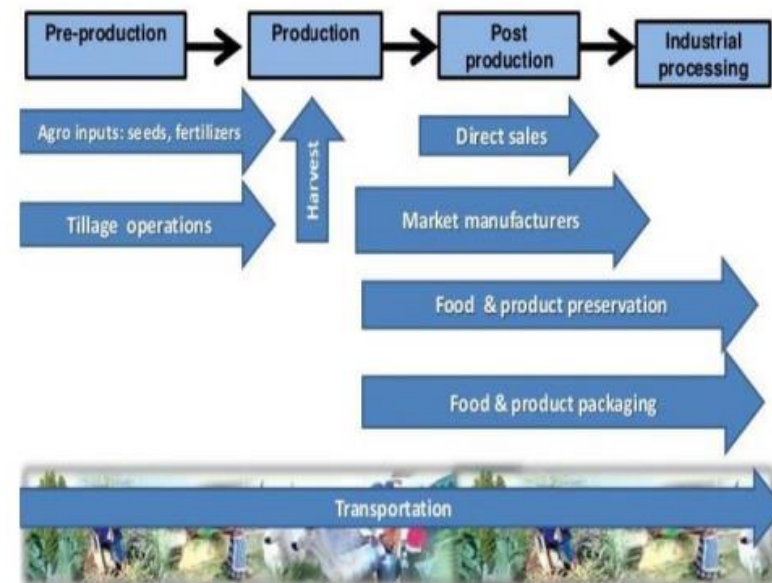 Pre-production
Production
Post
production
Industrial
processing
Agro inputs: seeds, fertilizers
Harvest
Direct sales
Tillage operations
Market manufacturers
Food & product preservation
Food & product packaging
Transportation